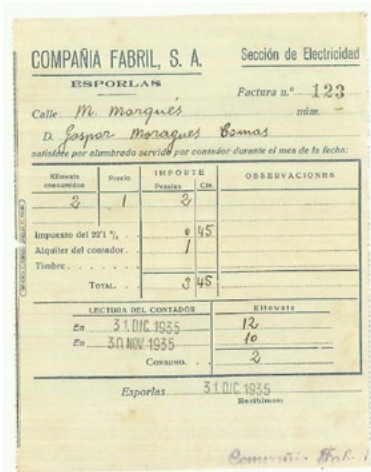 COMPAÑIA FABRIL, S. A.
Sección de Electricidad
ESPORLAS
Factura n.º 123
Calle M. Marqués núm. —
D. Gaspar Moragues Comas
satisface por alumbrado servido por contador durante el mes de la fecha:
Kilowats consumidos Precio IMPORTE OBSERVACIONES
Pesetas Cts.
2 1 2
Impuesto del 22'1 % . 0 45
Alquiler del contador . 1
Timbre . . . . .
TOTAL . . . 3 45
LECTURA DEL CONTADOR Kilowats
En 31 DIC. 1935 12
En 30 NOV 1935 10
CONSUMO. . . 2
Esporlas 31 DIC. 1935
Recibimos
Compañia Fabril